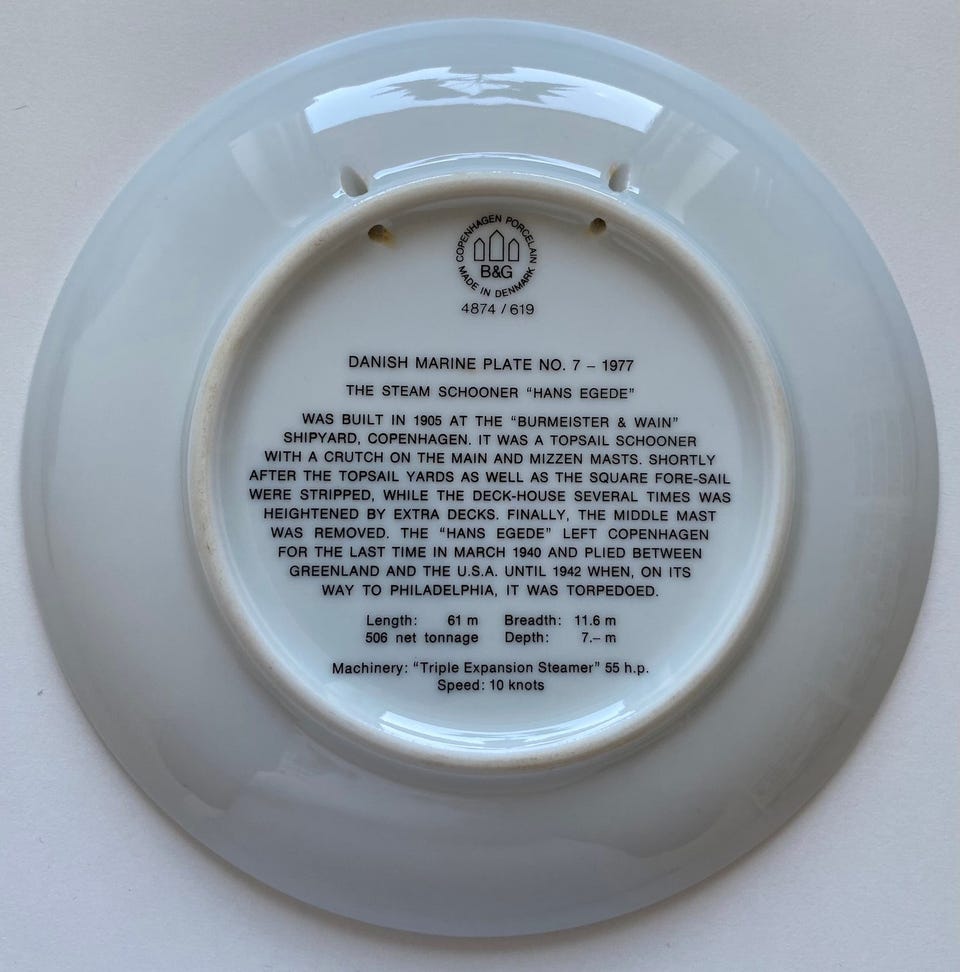 COPENHAGEN PORCELAIN
B&G
MADE IN DENMARK
4874 / 619
DANISH MARINE PLATE NO. 7 – 1977
THE STEAM SCHOONER "HANS EGEDE"
WAS BUILT IN 1905 AT THE "BURMEISTER & WAIN"
SHIPYARD, COPENHAGEN. IT WAS A TOPSAIL SCHOONER
WITH A CRUTCH ON THE MAIN AND MIZZEN MASTS. SHORTLY
AFTER THE TOPSAIL YARDS AS WELL AS THE SQUARE FORE-SAIL
WERE STRIPPED, WHILE THE DECK-HOUSE SEVERAL TIMES WAS
HEIGHTENED BY EXTRA DECKS. FINALLY, THE MIDDLE MAST
WAS REMOVED. THE "HANS EGEDE" LEFT COPENHAGEN
FOR THE LAST TIME IN MARCH 1940 AND PLIED BETWEEN
GREENLAND AND THE U.S.A. UNTIL 1942 WHEN, ON ITS
WAY TO PHILADELPHIA, IT WAS TORPEDOED.
Length: 61 m Breadth: 11.6 m
506 net tonnage Depth: 7.– m
Machinery: "Triple Expansion Steamer" 55 h.p.
Speed: 10 knots